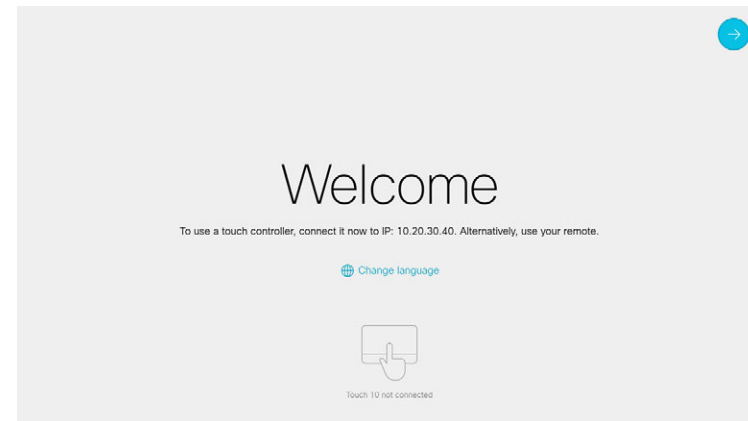 Welcome
To use a touch controller, connect it now to IP: 10.20.30.40. Alternatively, use your remote.
Change language
Touch 10 not connected